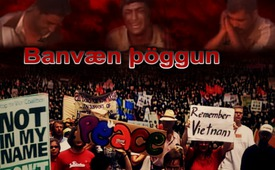 Banvæn þöggun
NOT
IN MY
NAME
peace
Remember
Vietnam